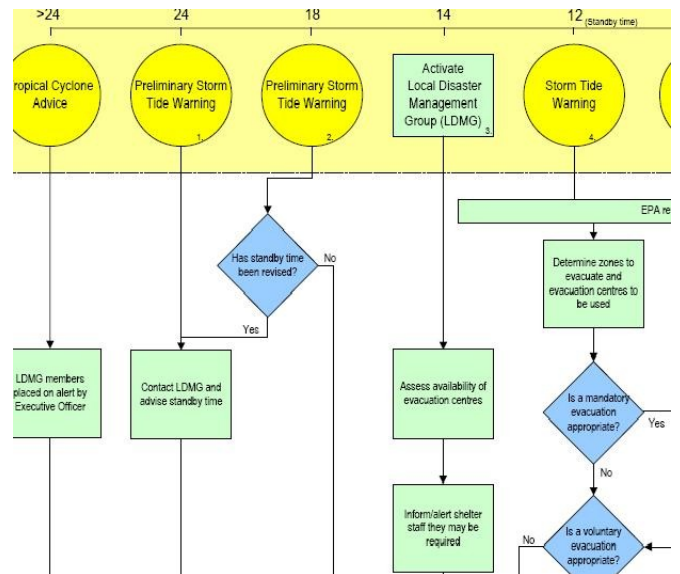 >24
24
18
14
12 (Standby time)
ropical Cyclone
Advice
Preliminary Storm
Tide Warning
1.
Preliminary Storm
Tide Warning
2.
Activate
Local Disaster
Management
Group (LDMG)
3.
Storm Tide
Warning
4.
EPA re
Has standby time
been revised?
No
Yes
Determine zones to
evacuate and
evacuation centres to
be used
LDMG members
placed on alert by
Executive Officer
Contact LDMG and
advise standby time
Assess availability of
evacuation centres
Is a mandatory
evacuation
appropriate?
Yes
No
Inform/alert shelter
staff they may be
required
Is a voluntary
evacuation
appropriate?
No